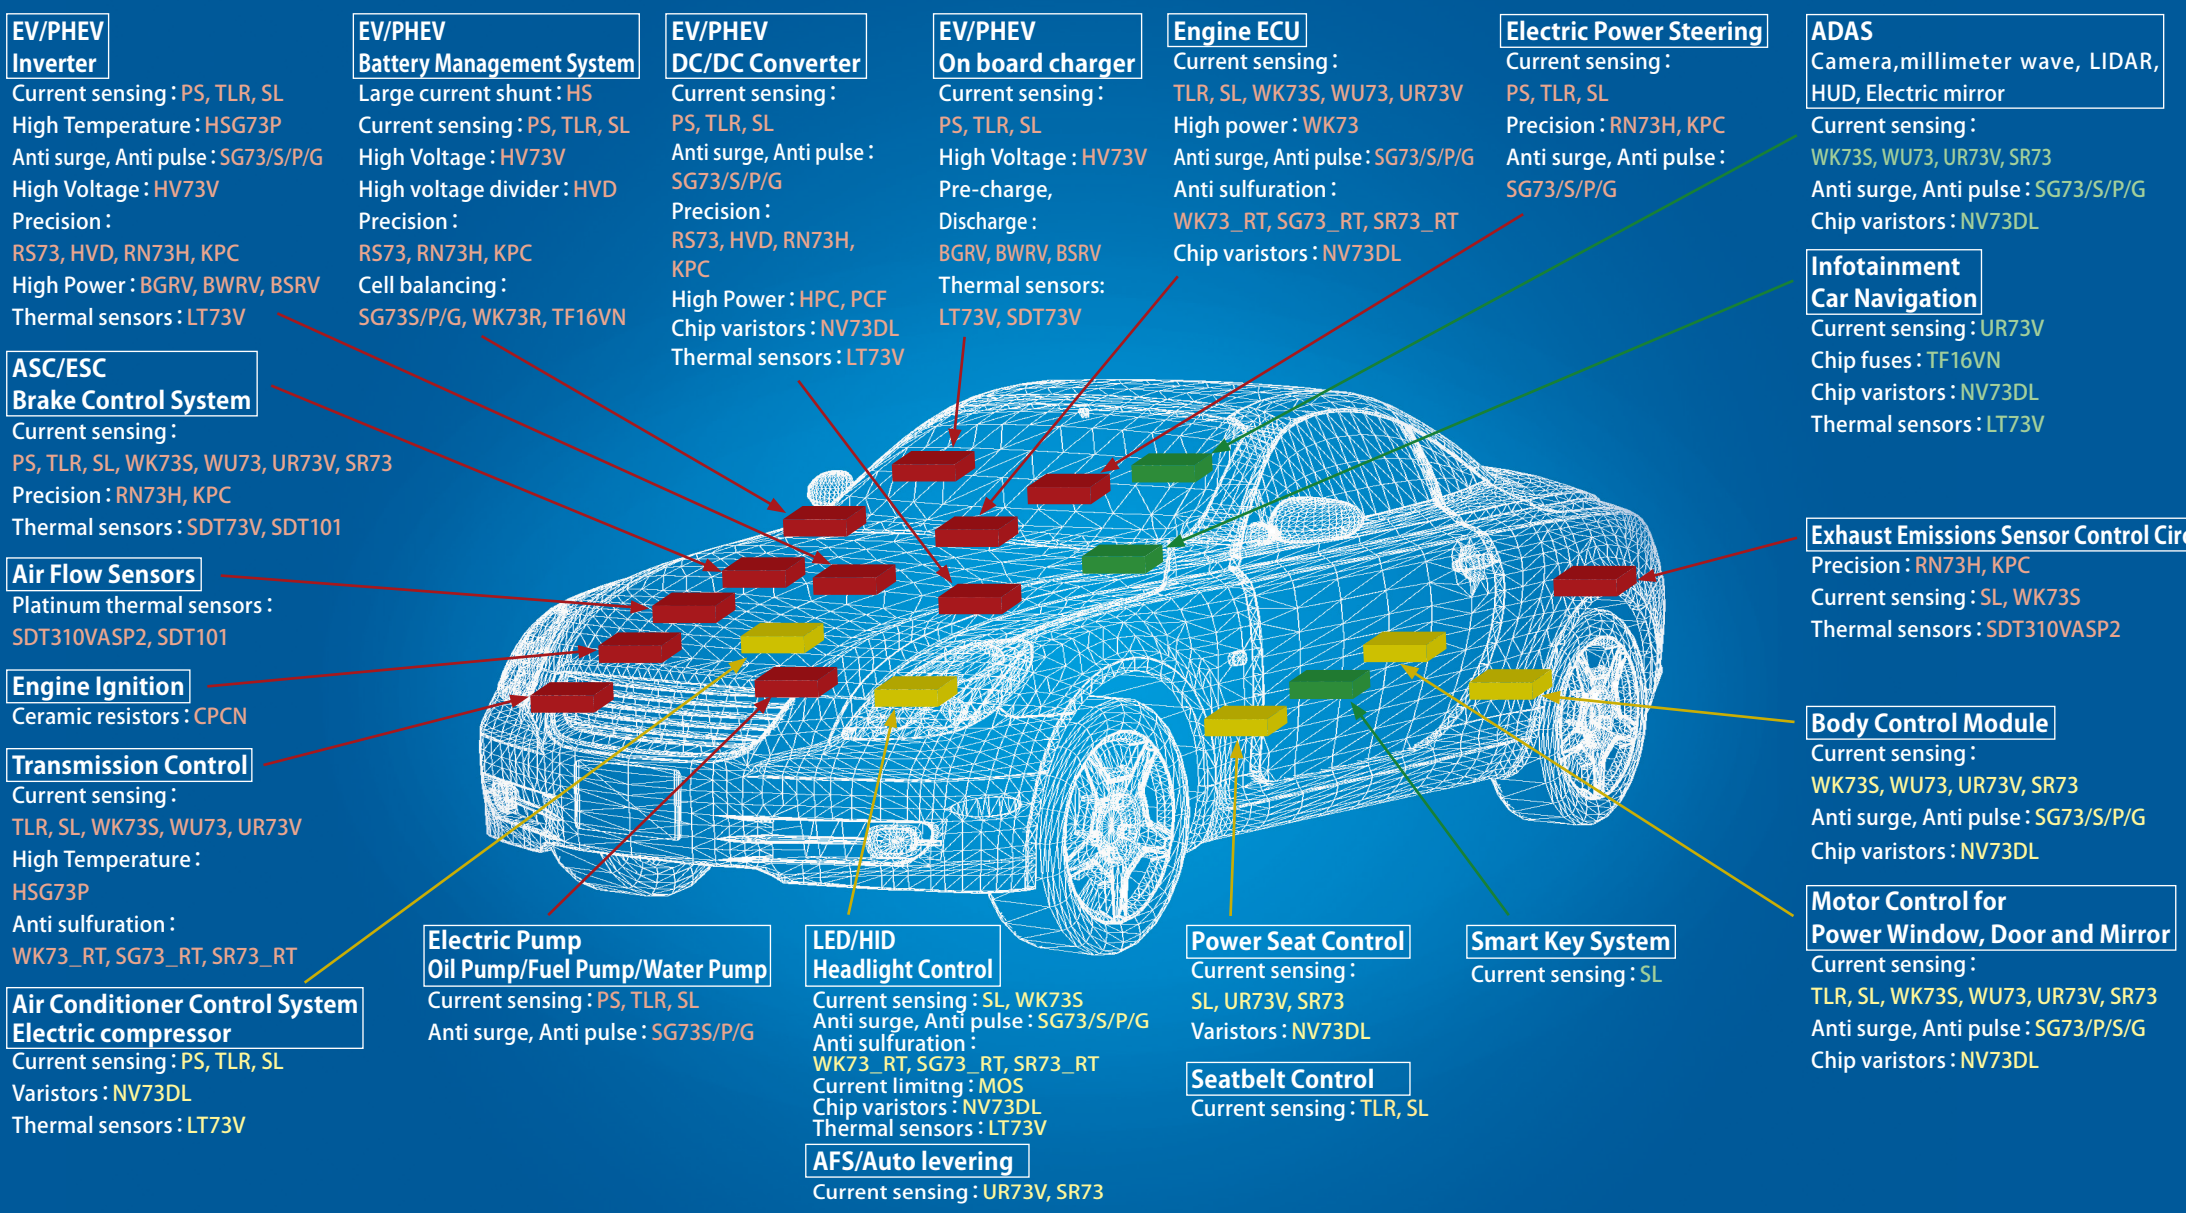 EV/PHEV
Inverter
Current sensing : PS, TLR, SL
High Temperature : HSG73P
Anti surge, Anti pulse : SG73/S/P/G
High Voltage : HV73V
Precision :
RS73, HVD, RN73H, KPC
High Power : BGRV, BWRV, BSRV
Thermal sensors : LT73V
EV/PHEV
Battery Management System
Large current shunt : HS
Current sensing : PS, TLR, SL
High Voltage : HV73V
High voltage divider : HVD
Precision :
RS73, RN73H, KPC
Cell balancing :
SG73S/P/G, WK73R, TF16VN
EV/PHEV
DC/DC Converter
Current sensing :
PS, TLR, SL
Anti surge, Anti pulse :
SG73/S/P/G
Precision :
RS73, HVD, RN73H,
KPC
High Power : HPC, PCF
Chip varistors : NV73DL
Thermal sensors : LT73V
EV/PHEV
On board charger
Current sensing :
PS, TLR, SL
High Voltage : HV73V
Pre-charge,
Discharge :
BGRV, BWRV, BSRV
Thermal sensors:
LT73V, SDT73V
Engine ECU
Current sensing :
TLR, SL, WK73S, WU73, UR73V
High power : WK73
Anti surge, Anti pulse : SG73/S/P/G
Anti sulfuration :
WK73_RT, SG73_RT, SR73_RT
Chip varistors : NV73DL
Electric Power Steering
Current sensing :
PS, TLR, SL
Precision : RN73H, KPC
Anti surge, Anti pulse :
SG73/S/P/G
ADAS
Camera,millimeter wave, LIDAR,
HUD, Electric mirror
Current sensing :
WK73S, WU73, UR73V, SR73
Anti surge, Anti pulse : SG73/S/P/G
Chip varistors : NV73DL
Infotainment
Car Navigation
Current sensing : UR73V
Chip fuses : TF16VN
Chip varistors : NV73DL
Thermal sensors : LT73V
ASC/ESC
Brake Control System
Current sensing :
PS, TLR, SL, WK73S, WU73, UR73V, SR73
Precision : RN73H, KPC
Thermal sensors : SDT73V, SDT101
Air Flow Sensors
Platinum thermal sensors :
SDT310VASP2, SDT101
Engine Ignition
Ceramic resistors : CPCN
Transmission Control
Current sensing :
TLR, SL, WK73S, WU73, UR73V
High Temperature :
HSG73P
Anti sulfuration :
WK73_RT, SG73_RT, SR73_RT
Air Conditioner Control System
Electric compressor
Current sensing : PS, TLR, SL
Varistors : NV73DL
Thermal sensors : LT73V
Electric Pump
Oil Pump/Fuel Pump/Water Pump
Current sensing : PS, TLR, SL
Anti surge, Anti pulse : SG73S/P/G
LED/HID
Headlight Control
Current sensing : SL, WK73S
Anti surge, Anti pulse : SG73/S/P/G
Anti sulfuration :
WK73_RT, SG73_RT, SR73_RT
Current limitng : MOS
Chip varistors : NV73DL
Thermal sensors : LT73V
AFS/Auto levering
Current sensing : UR73V, SR73
Power Seat Control
Current sensing :
SL, UR73V, SR73
Varistors : NV73DL
Seatbelt Control
Current sensing : TLR, SL
Smart Key System
Current sensing : SL
Exhaust Emissions Sensor Control
Precision : RN73H, KPC
Current sensing : SL, WK73S
Thermal sensors : SDT310VASP2
Body Control Module
Current sensing :
WK73S, WU73, UR73V, SR73
Anti surge, Anti pulse : SG73/S/P/G
Chip varistors : NV73DL
Motor Control for
Power Window, Door and Mirror
Current sensing :
TLR, SL, WK73S, WU73, UR73V, SR73
Anti surge, Anti pulse : SG73/P/S/G
Chip varistors : NV73DL